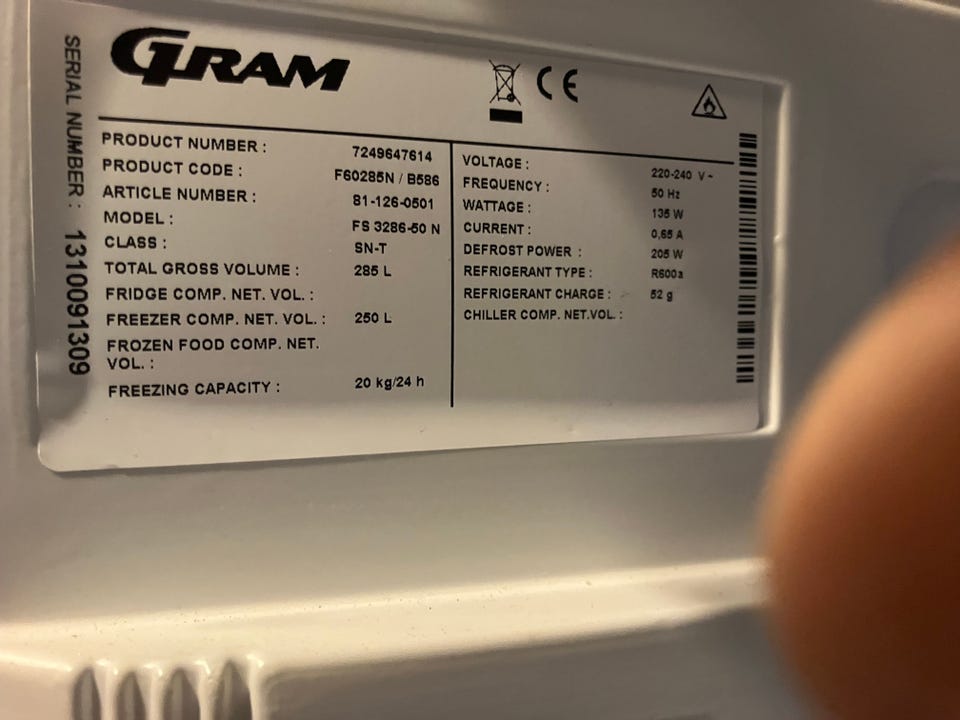 GRAM
CE
SERIAL NUMBER : 1310091309
PRODUCT NUMBER : 7249647614
PRODUCT CODE : F60285N / B586
ARTICLE NUMBER : 81-126-0501
MODEL : FS 3286-50 N
CLASS : SN-T
TOTAL GROSS VOLUME : 285 L
FRIDGE COMP. NET. VOL. :
FREEZER COMP. NET. VOL. : 250 L
FROZEN FOOD COMP. NET.
VOL. :
FREEZING CAPACITY : 20 kg/24 h
VOLTAGE : 220-240 V~
FREQUENCY : 50 Hz
WATTAGE : 135 W
CURRENT : 0,65 A
DEFROST POWER : 205 W
REFRIGERANT TYPE : R600a
REFRIGERANT CHARGE : 52 g
CHILLER COMP. NET.VOL. :